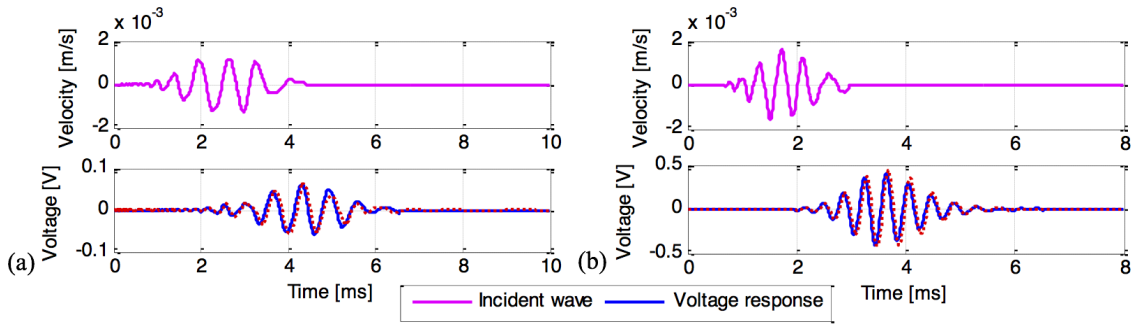 x 10⁻³
Velocity [m/s]
2
0
-2
0 2 4 6 8 10
Voltage [V]
0.1
0
-0.1
0 2 4 6 8 10
(a)
Time [ms]
x 10⁻³
Velocity [m/s]
2
0
-2
0 2 4 6 8
Voltage [V]
0.5
0
-0.5
0 2 4 6 8
(b)
Time [ms]
Incident wave Voltage response